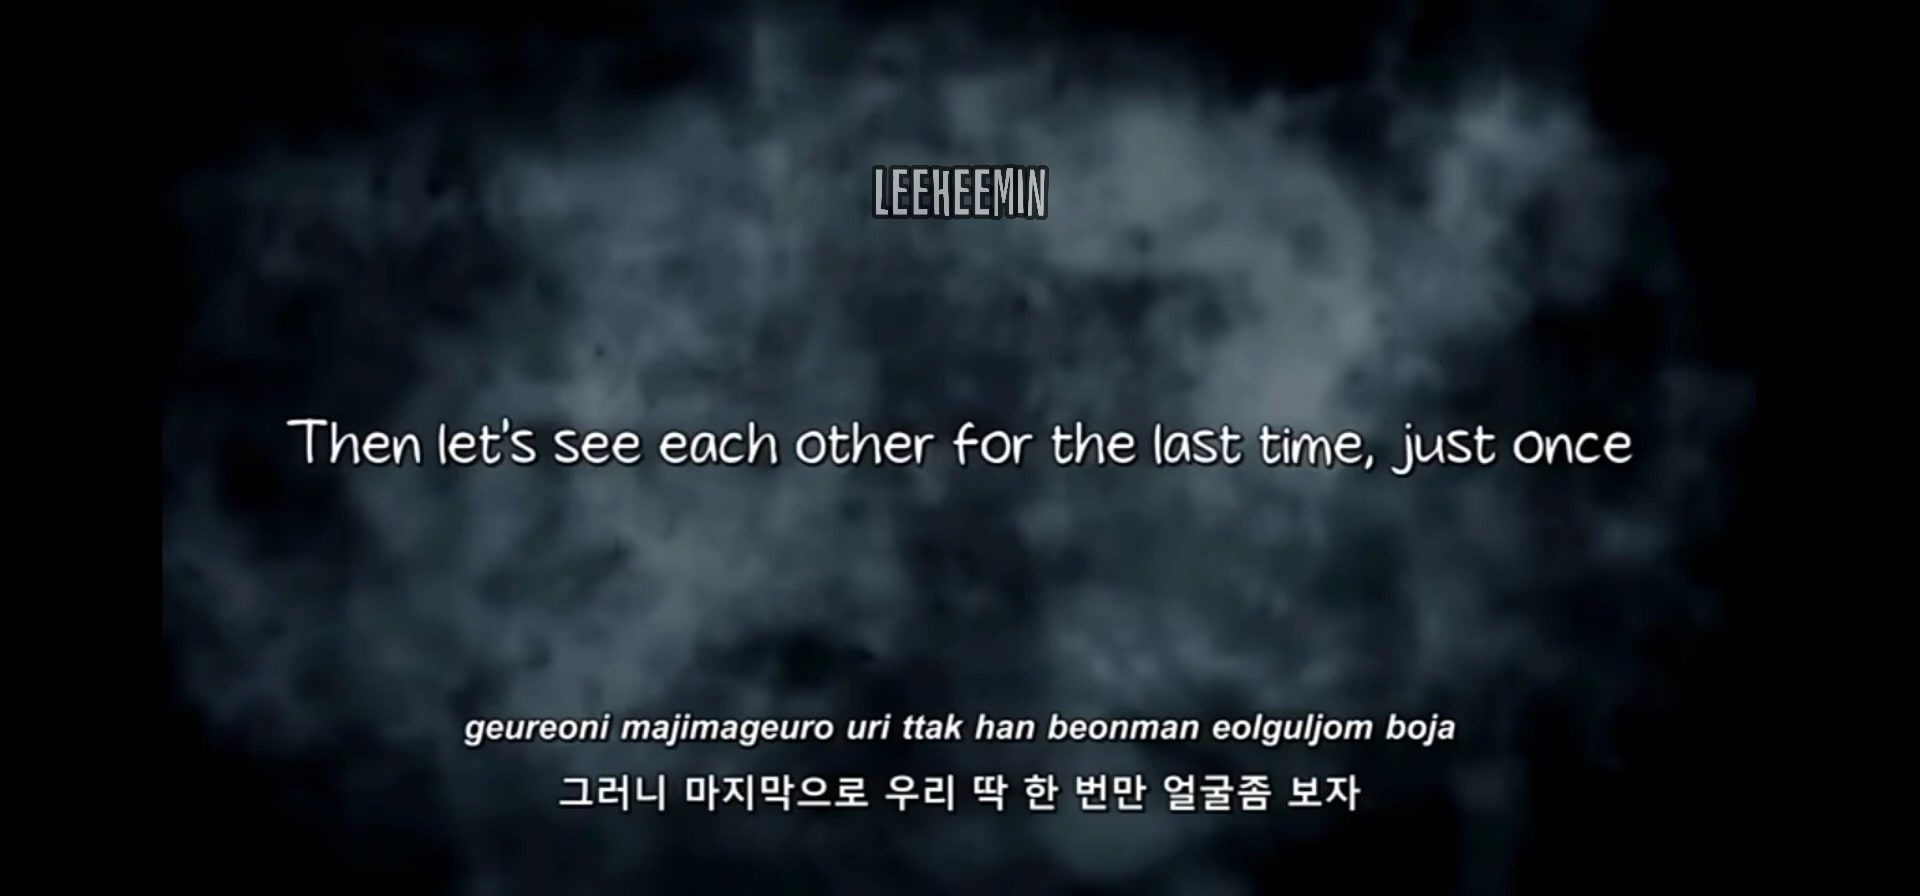 LEEHEEMIN
Then let's see each other for the last time, just once
geureoni majimageuro uri ttak han beonman eolguljom boja
그러니 마지막으로 우리 딱 한 번만 얼굴좀 보자